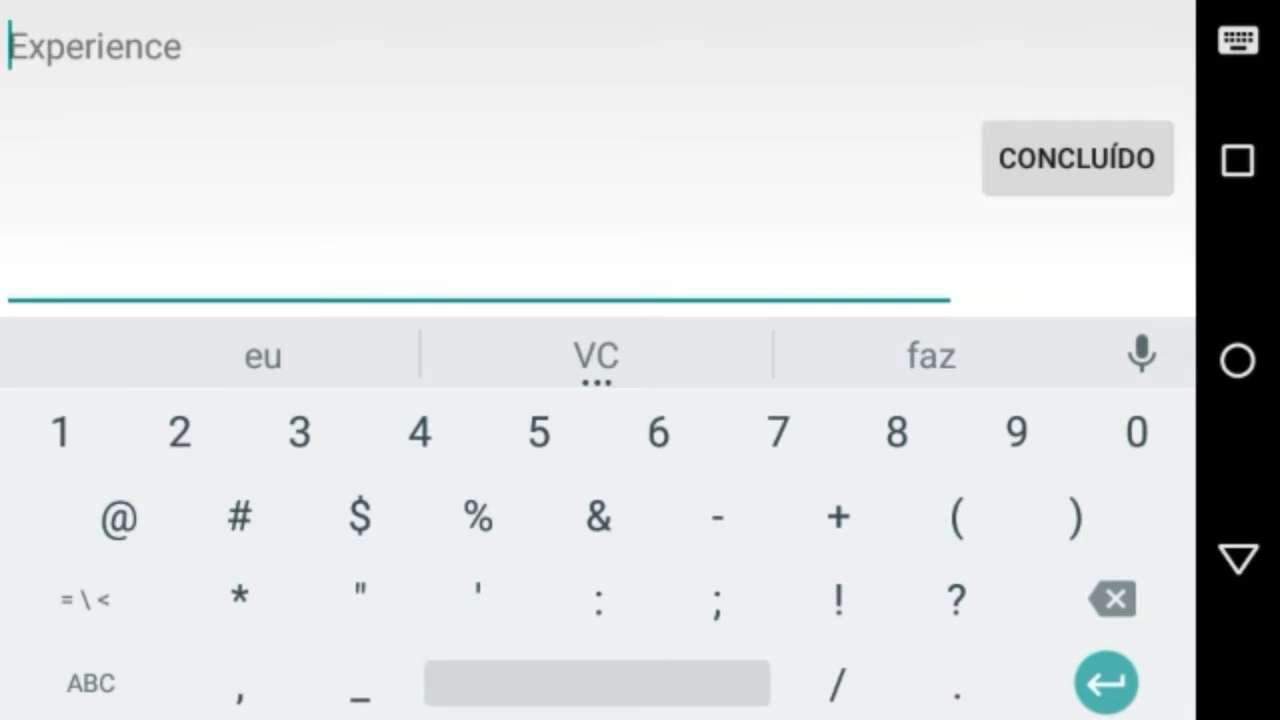 Experience
CONCLUÍDO
eu VC faz
1 2 3 4 5 6 7 8 9 0
@ # $ % & - + ( )
= \ < * " ' : ; ! ?
ABC , _ / .